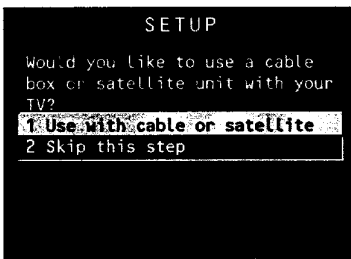 SETUP
Would you like to use a cable
box or satellite unit with your
TV?
1 Use with cable or satellite
2 Skip this step